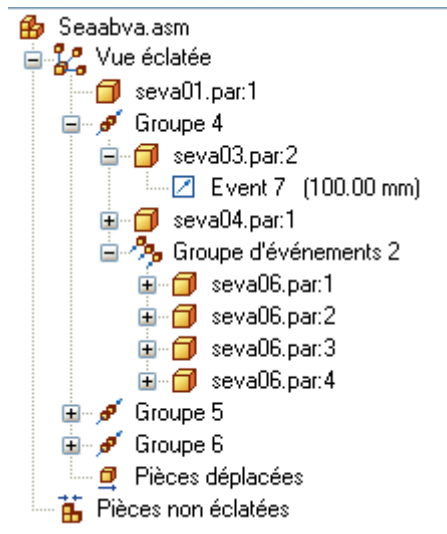 Seaabva.asm
Vue éclatée
seva01.par:1
Groupe 4
seva03.par:2
Event 7 (100.00 mm)
seva04.par:1
Groupe d'événements 2
seva06.par:1
seva06.par:2
seva06.par:3
seva06.par:4
Groupe 5
Groupe 6
Pièces déplacées
Pièces non éclatées